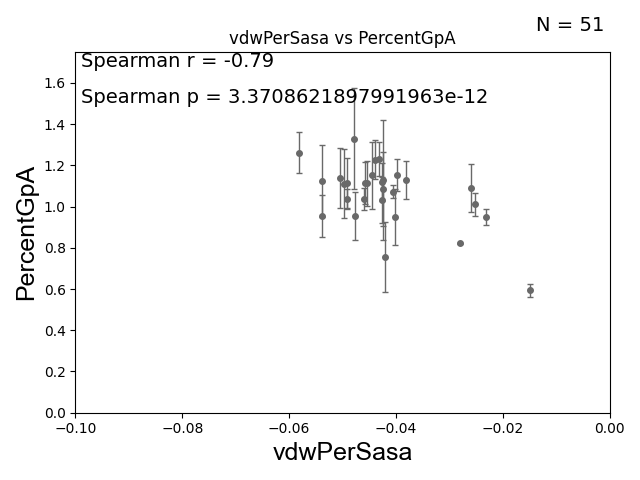 N = 51
vdwPerSasa vs PercentGpA
Spearman r = -0.79
Spearman p = 3.3708621897991963e-12
PercentGpA
1.6
1.4
1.2
1.0
0.8
0.6
0.4
0.2
0.0
−0.10 −0.08 −0.06 −0.04 −0.02 0.00
vdwPerSasa